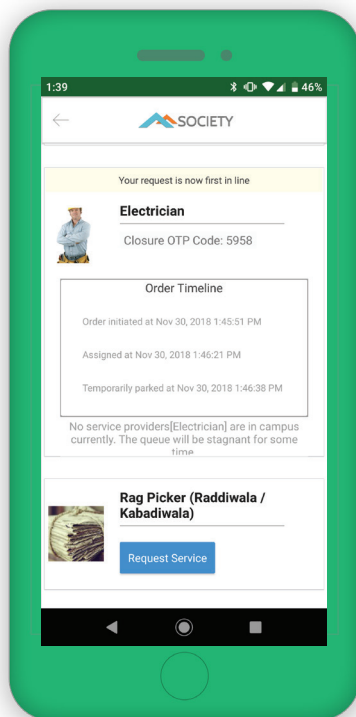 1:39
46%
SOCIETY
Your request is now first in line
Electrician
Closure OTP Code: 5958
Order Timeline
Order initiated at Nov 30, 2018 1:45:51 PM
Assigned at Nov 30, 2018 1:46:21 PM
Temporarily parked at Nov 30, 2018 1:46:38 PM
No service providers[Electrician] are in campus
currently. The queue will be stagnant for some
time
Rag Picker (Raddiwala /
Kabadiwala)
Request Service